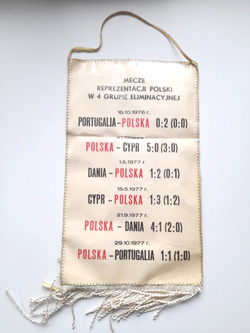 MECZE
REPREZENTACJI POLSKI
W 4 GRUPIE ELIMINACYJNEJ
16.10.1976 r.
PORTUGALIA-POLSKA 0:2 (0:0)
POLSKA - CYPR 5:0 (3:0)
1.5.1977 r.
DANIA - POLSKA 1:2 (0:1)
15.5.1977 r.
CYPR - POLSKA 1:3 (1:2)
21.9.1977 r.
POLSKA - DANIA 4:1 (2:0)
29.10.1977 r.
POLSKA-PORTUGALIA 1:1 (1:0)